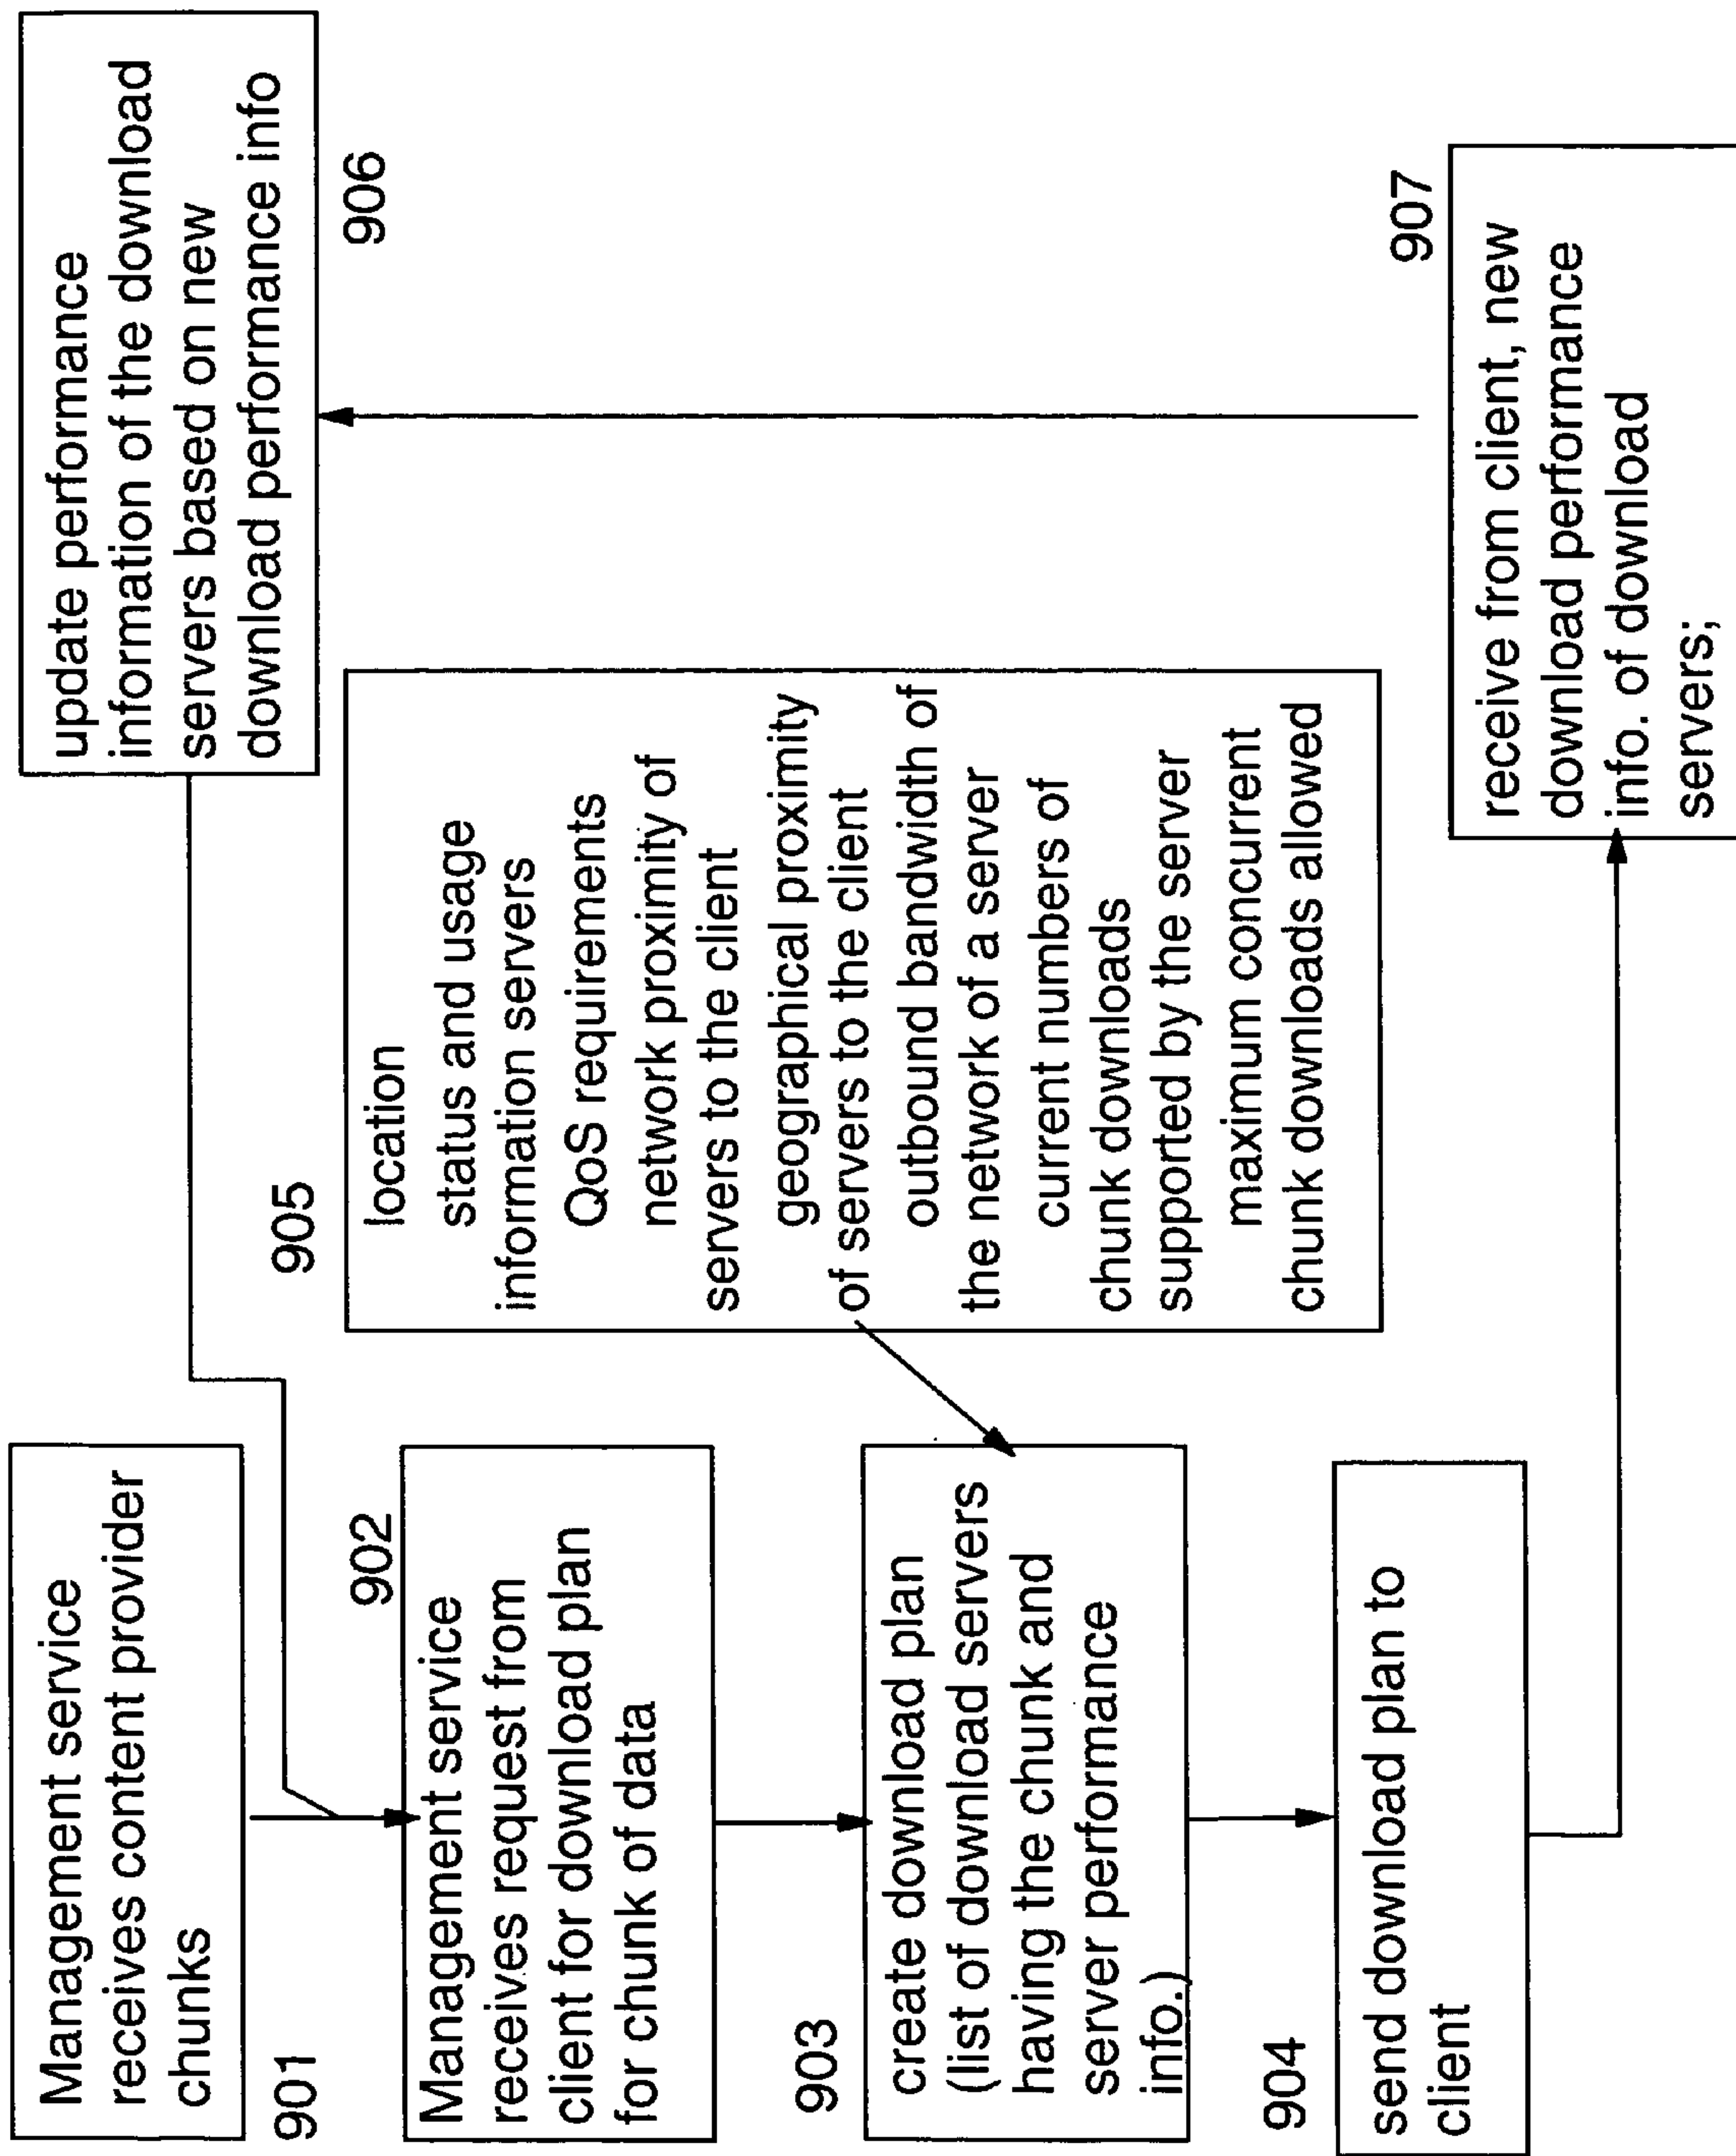 Management service
receives content provider
chunks
901
902
Management service
receives request from
client for download plan
for chunk of data
903
create download plan
(list of download servers
having the chunk and
server performance
info.)
904
send download plan to
client
905
location
status and usage
information servers
QoS requirements
network proximity of
servers to the client
geographical proximity
of servers to the client
outbound bandwidth of
the network of a server
current numbers of
chunk downloads
supported by the server
maximum concurrent
chunk downloads allowed
update performance
information of the download
servers based on new
download performance info
906
907
receive from client, new
download performance
info. of download
servers;